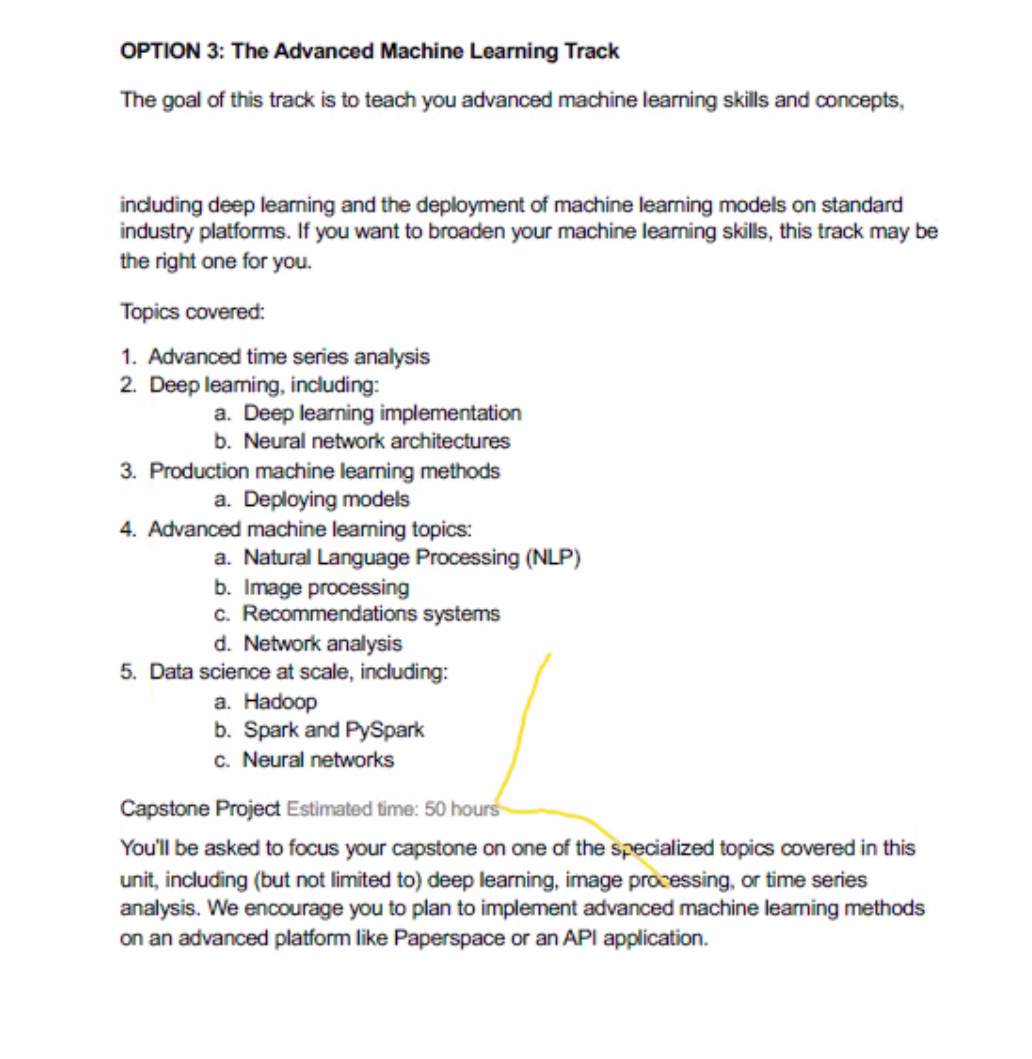 OPTION 3: The Advanced Machine Learning Track
The goal of this track is to teach you advanced machine learning skills and concepts,
including deep learning and the deployment of machine learning models on standard
industry platforms. If you want to broaden your machine learning skills, this track may be
the right one for you.
Topics covered:
1. Advanced time series analysis
2. Deep learning, including:
a. Deep learning implementation
b. Neural network architectures
3. Production machine learning methods
a. Deploying models
4. Advanced machine learning topics:
a. Natural Language Processing (NLP)
b. Image processing
c. Recommendations systems
d. Network analysis
5. Data science at scale, including:
a. Hadoop
b. Spark and PySpark
c. Neural networks
Capstone Project Estimated time: 50 hours
You'll be asked to focus your capstone on one of the specialized topics covered in this
unit, including (but not limited to) deep learning, image processing, or time series
analysis. We encourage you to plan to implement advanced machine learning methods
on an advanced platform like Paperspace or an API application.